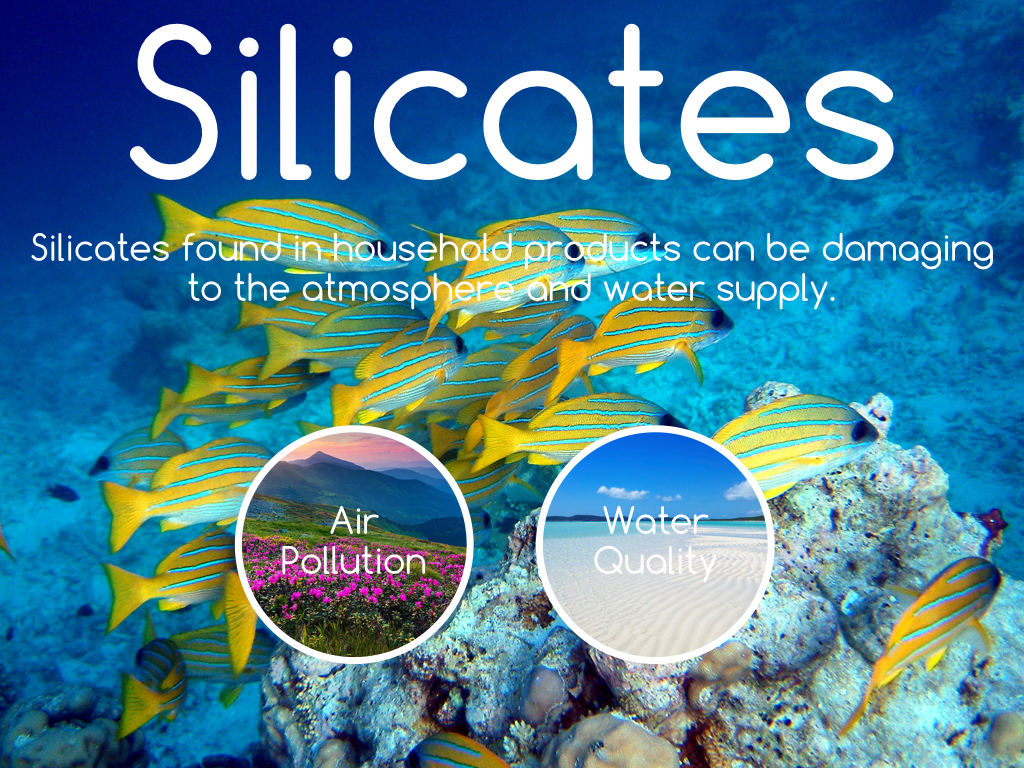 Silicates
Silicates found in household products can be damaging
to the atmosphere and water supply.
Air
Pollution
Water
Quality